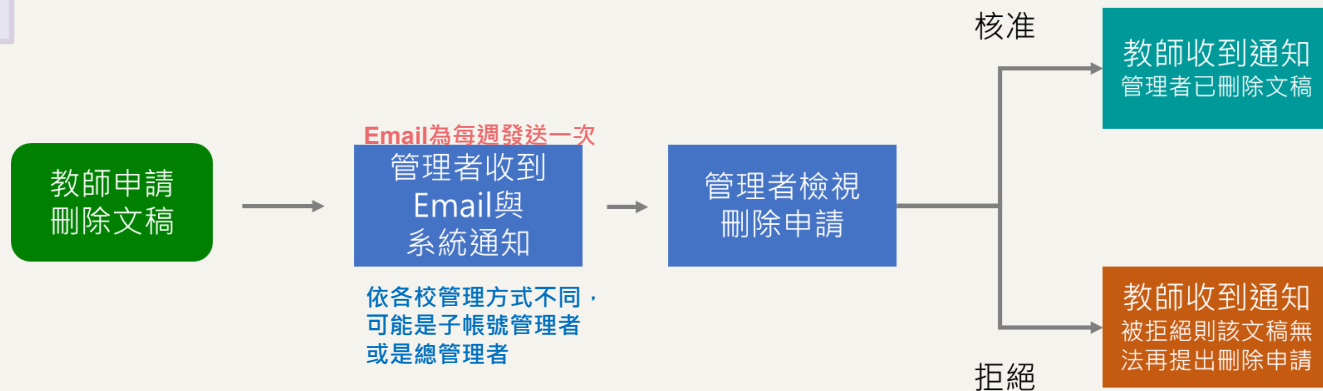 教師申請
刪除文稿
Email為每週發送一次
管理者收到
Email與
系統通知
依各校管理方式不同，
可能是子帳號管理者
或是總管理者
管理者檢視
刪除申請
核准
教師收到通知
管理者已刪除文稿
拒絕
教師收到通知
被拒絕則該文稿無
法再提出刪除申請